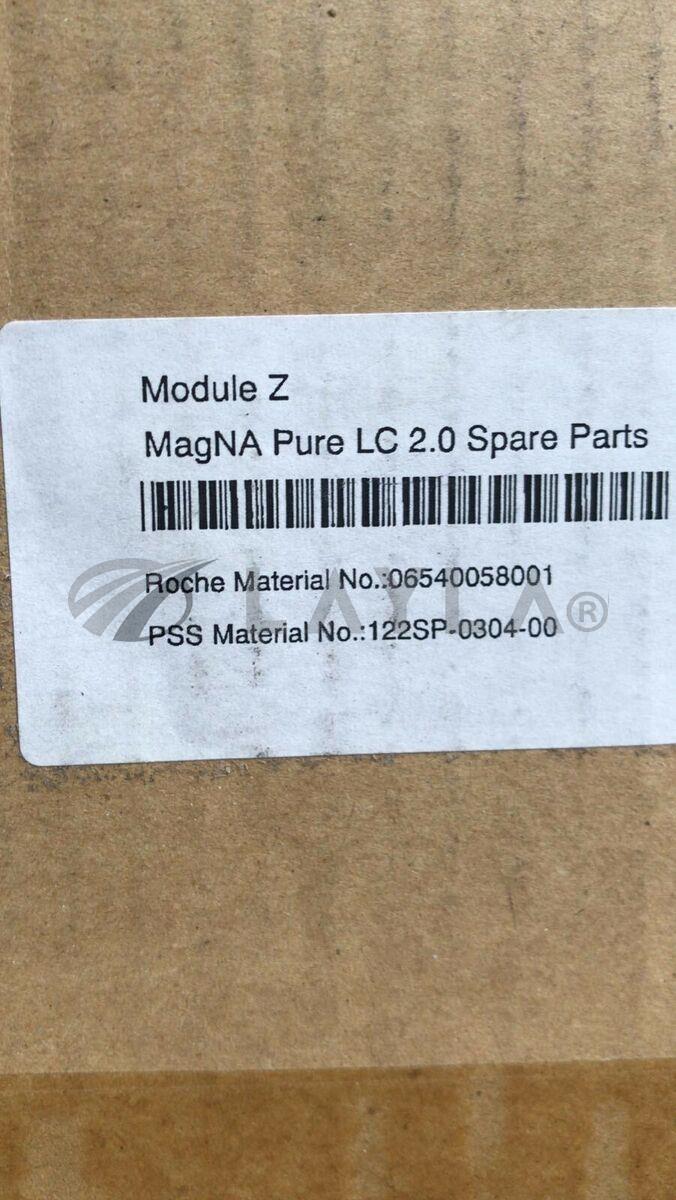 Module Z
MagNA Pure LC 2.0 Spare Parts
Roche Material No.:06540058001
PSS Material No.:122SP-0304-00
LAYLA®